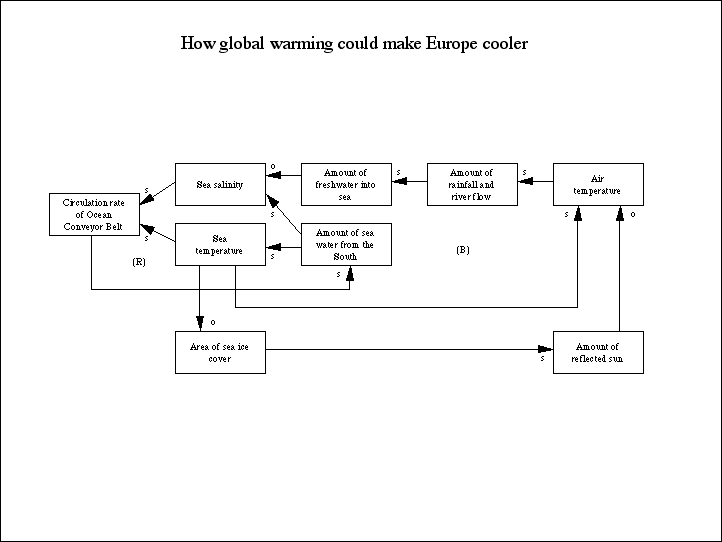 How global warming could make Europe cooler
Sea salinity
o
Amount of
freshwater into
sea
s
Amount of
rainfall and
river flow
s
Air
temperature
s
Circulation rate
of Ocean
Conveyor Belt
s
Sea
temperature
s
s
Amount of sea
water from the
South
s
o
(R)
(B)
s
o
Area of sea ice
cover
s
Amount of
reflected sun